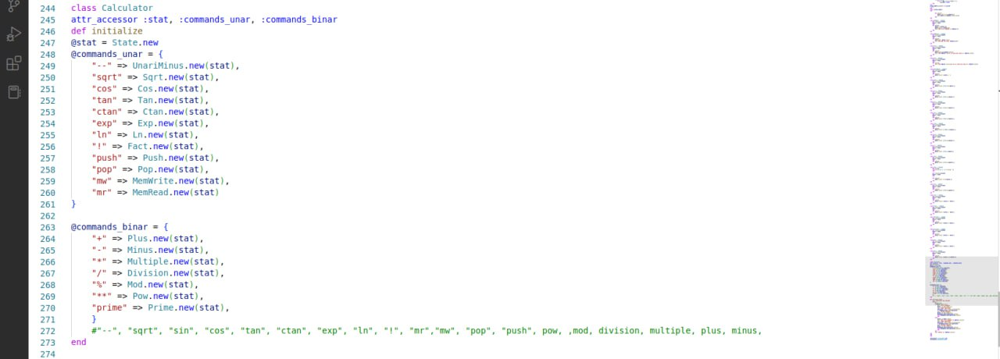 244 class Calculator
245 attr_accessor :stat, :commands_unar, :commands_binar
246 def initialize
247 @stat = State.new
248 @commands_unar = {
249 "--" => UnariMinus.new(stat),
250 "sqrt" => Sqrt.new(stat),
251 "cos" => Cos.new(stat),
252 "tan" => Tan.new(stat),
253 "ctan" => Ctan.new(stat),
254 "exp" => Exp.new(stat),
255 "ln" => Ln.new(stat),
256 "!" => Fact.new(stat),
257 "push" => Push.new(stat),
258 "pop" => Pop.new(stat),
259 "mw" => MemWrite.new(stat),
260 "mr" => MemRead.new(stat)
261 }
262
263 @commands_binar = {
264 "+" => Plus.new(stat),
265 "-" => Minus.new(stat),
266 "*" => Multiple.new(stat),
267 "/" => Division.new(stat),
268 "%" => Mod.new(stat),
269 "**" => Pow.new(stat),
270 "prime" => Prime.new(stat),
271 }
272 #"--", "sqrt", "sin", "cos", "tan", "ctan", "exp", "ln", "!", "mr","mw", "pop", "push", pow, ,mod, division, multiple, plus, minus,
273 end
274